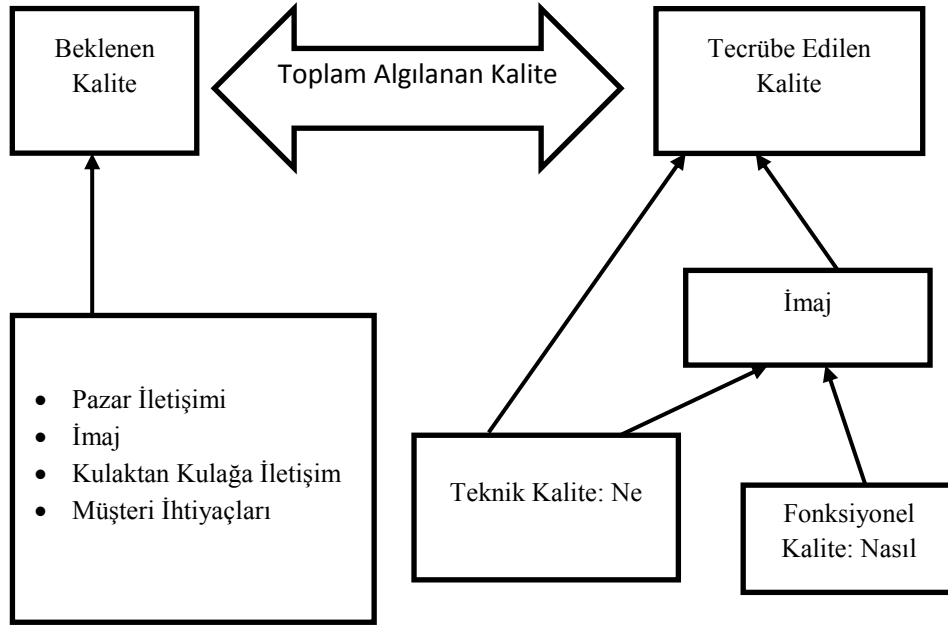 Beklenen
Kalite
Toplam Algılanan Kalite
Tecrübe Edilen
Kalite
İmaj
• Pazar İletişimi
• İmaj
• Kulaktan Kulağa İletişim
• Müşteri İhtiyaçları
Teknik Kalite: Ne
Fonksiyonel
Kalite: Nasıl